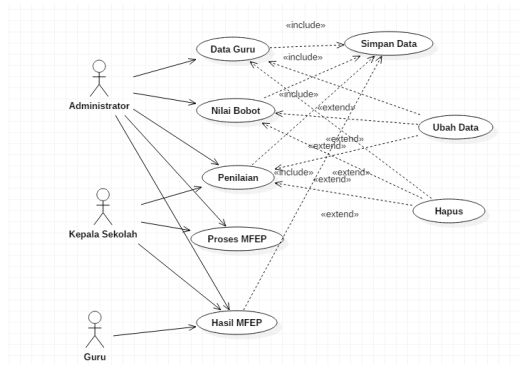 «include»
Data Guru
Simpan Data
«include»
Administrator
«include»
Nilai Bobot
«extend»
Ubah Data
«extend»
«extend»
Penilaian
«include»
«extend»
«extend»
Hapus
«extend»
Kepala Sekolah
Proses MFEP
Hasil MFEP
Guru